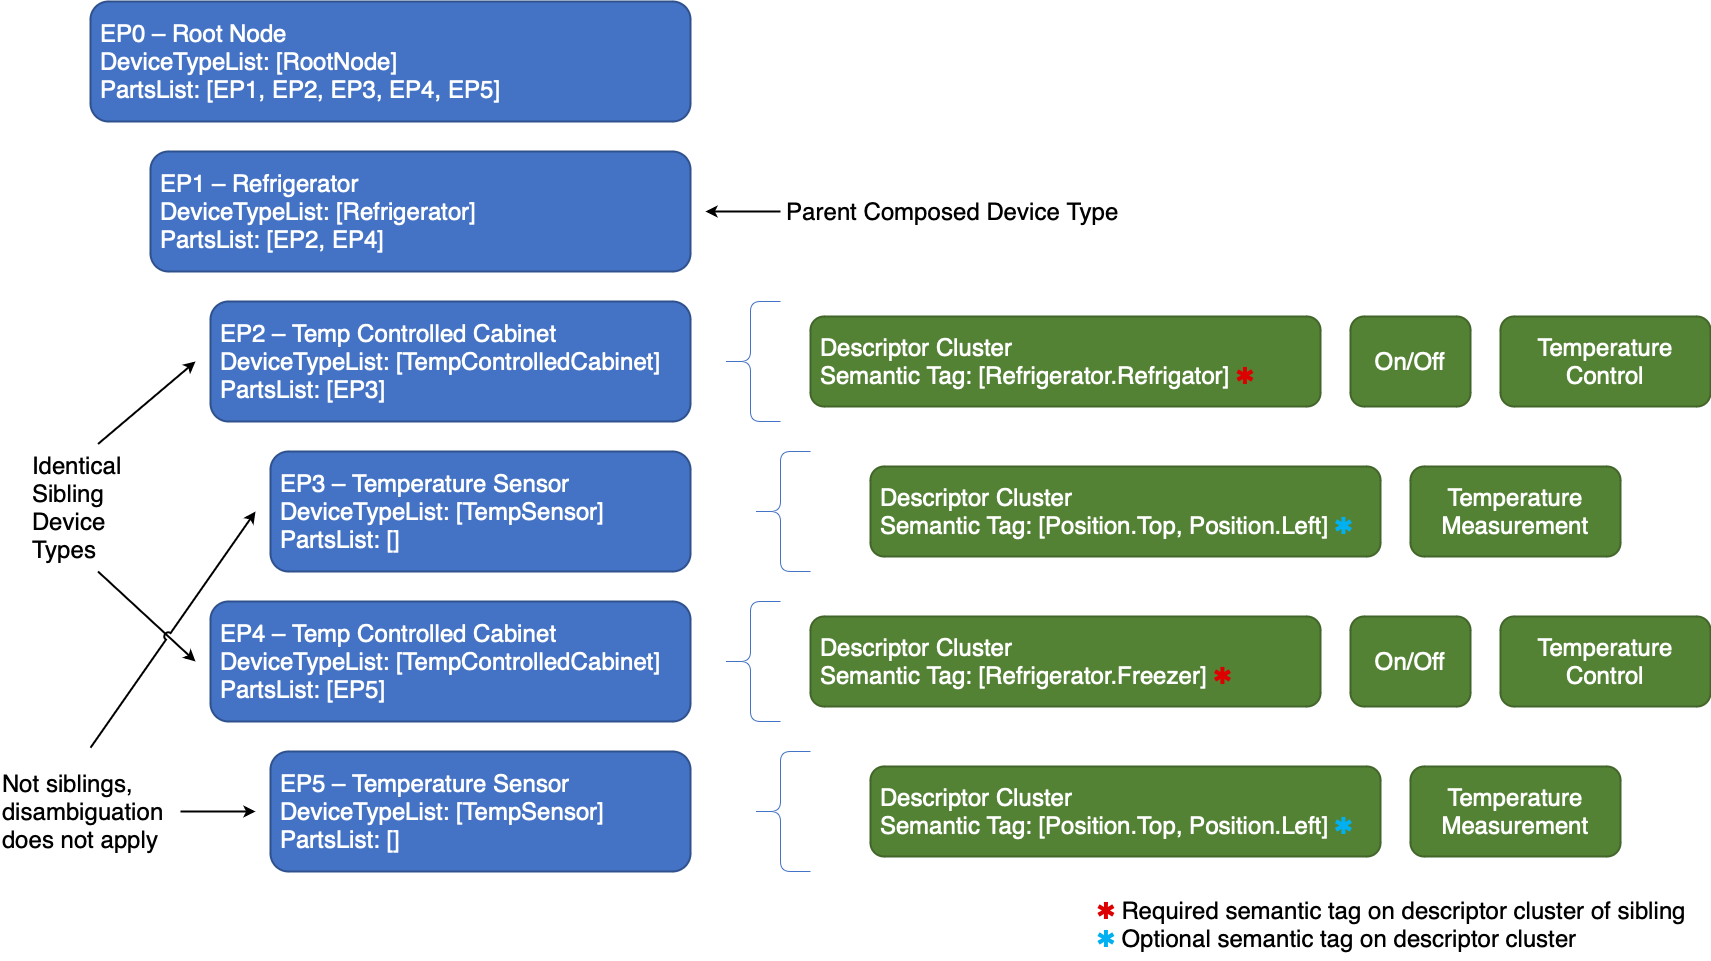 EP0 – Root Node
DeviceTypeList: [RootNode]
PartsList: [EP1, EP2, EP3, EP4, EP5]
EP1 – Refrigerator
DeviceTypeList: [Refrigerator]
PartsList: [EP2, EP4]
Parent Composed Device Type
EP2 – Temp Controlled Cabinet
DeviceTypeList: [TempControlledCabinet]
PartsList: [EP3]
Descriptor Cluster
Semantic Tag: [Refrigerator.Refrigator] ✱
On/Off
Temperature
Control
Identical
Sibling
Device
Types
EP3 – Temperature Sensor
DeviceTypeList: [TempSensor]
PartsList: []
Descriptor Cluster
Semantic Tag: [Position.Top, Position.Left] ✱
Temperature
Measurement
EP4 – Temp Controlled Cabinet
DeviceTypeList: [TempControlledCabinet]
PartsList: [EP5]
Descriptor Cluster
Semantic Tag: [Refrigerator.Freezer] ✱
On/Off
Temperature
Control
Not siblings,
disambiguation
does not apply
EP5 – Temperature Sensor
DeviceTypeList: [TempSensor]
PartsList: []
Descriptor Cluster
Semantic Tag: [Position.Top, Position.Left] ✱
Temperature
Measurement
✱ Required semantic tag on descriptor cluster of sibling
✱ Optional semantic tag on descriptor cluster